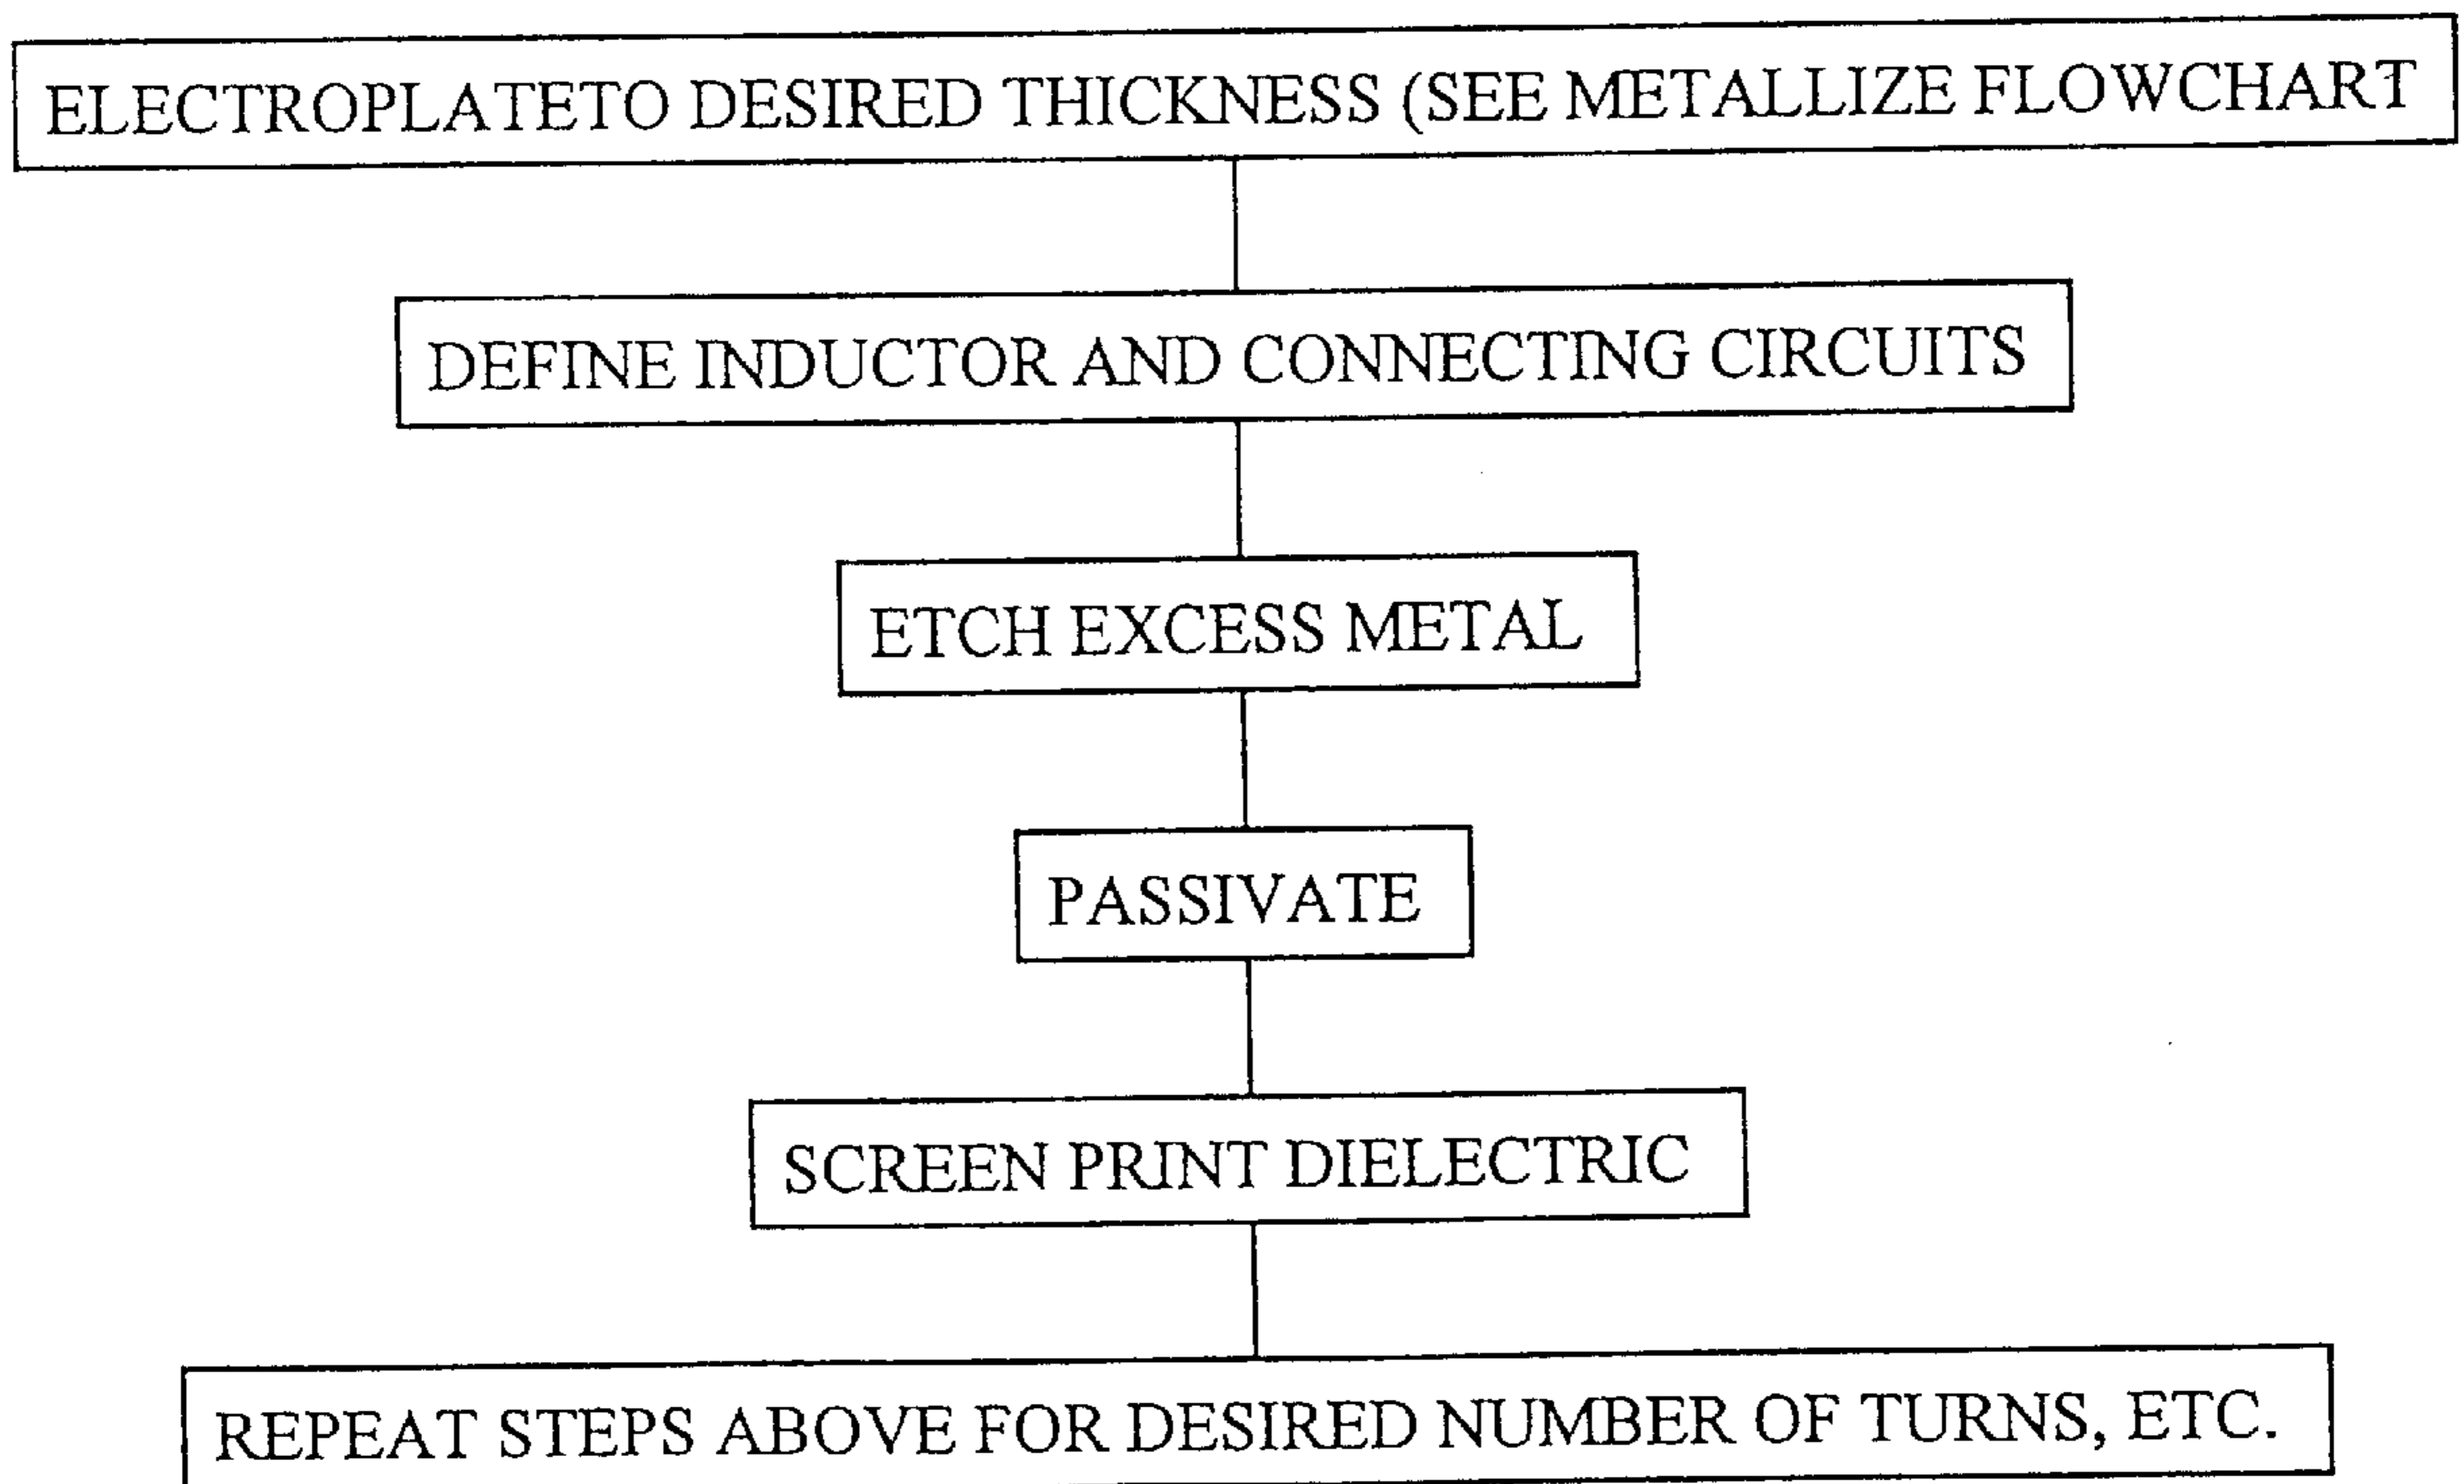 ELECTROPLATETO DESIRED THICKNESS (SEE METALLIZE FLOWCHART
DEFINE INDUCTOR AND CONNECTING CIRCUITS
ETCH EXCESS METAL
PASSIVATE
SCREEN PRINT DIELECTRIC
REPEAT STEPS ABOVE FOR DESIRED NUMBER OF TURNS, ETC.